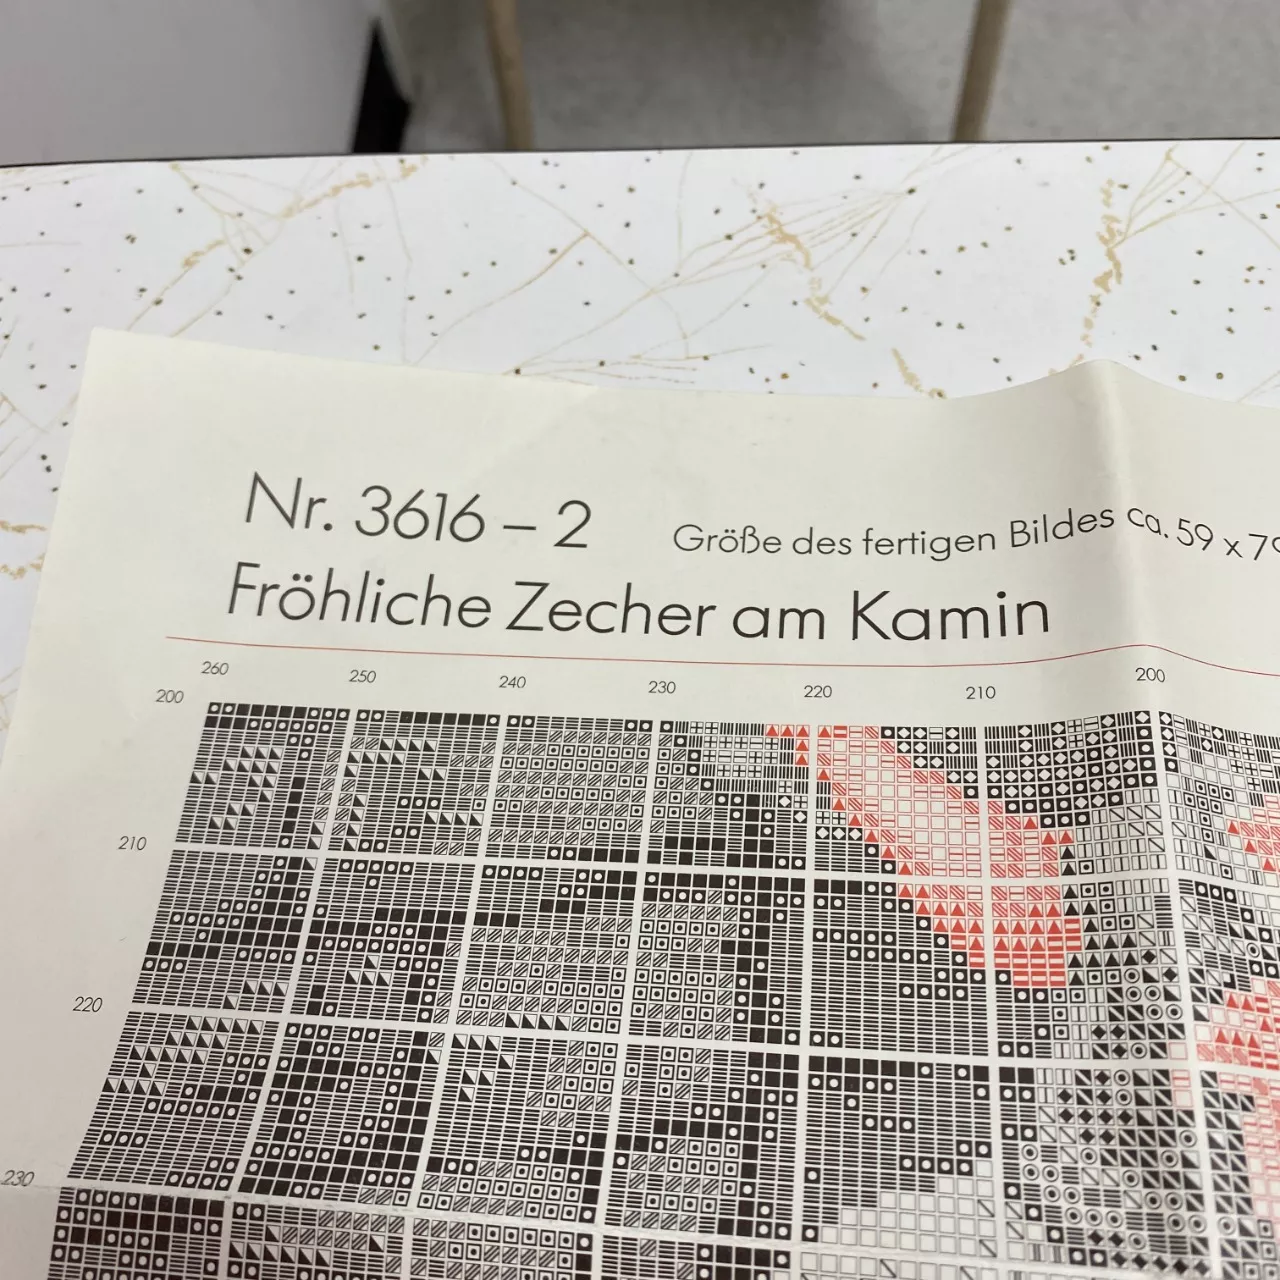 Nr. 3616 – 2
Größe des fertigen Bildes ca. 59 x
Fröhliche Zecher am Kamin
260 250 240 230 220 210 200
200
210
220
230